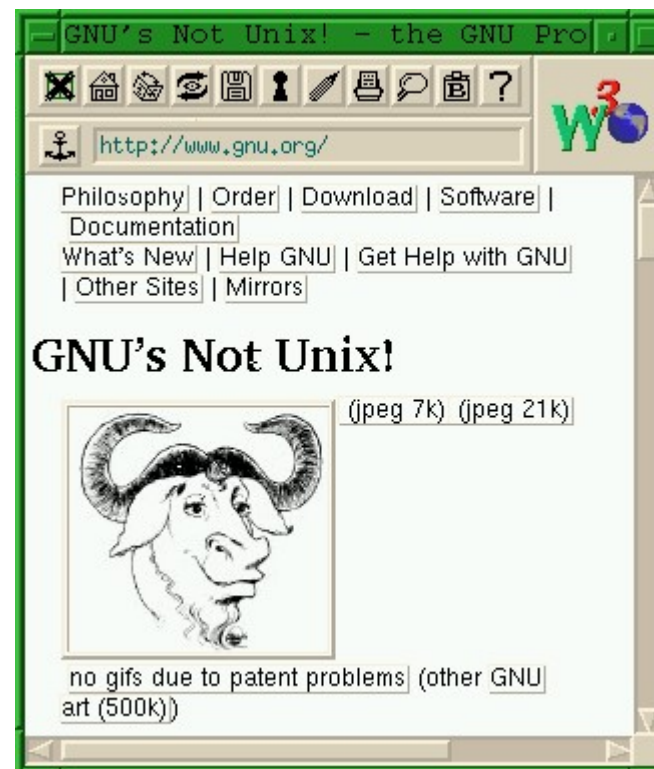 GNU's Not Unix! - the GNU Pro
B ?
W3
http://www.gnu.org/
Philosophy | Order | Download | Software |
Documentation
What's New | Help GNU | Get Help with GNU
| Other Sites | Mirrors
GNU's Not Unix!
(jpeg 7k) (jpeg 21k)
no gifs due to patent problems (other GNU
art (500k))